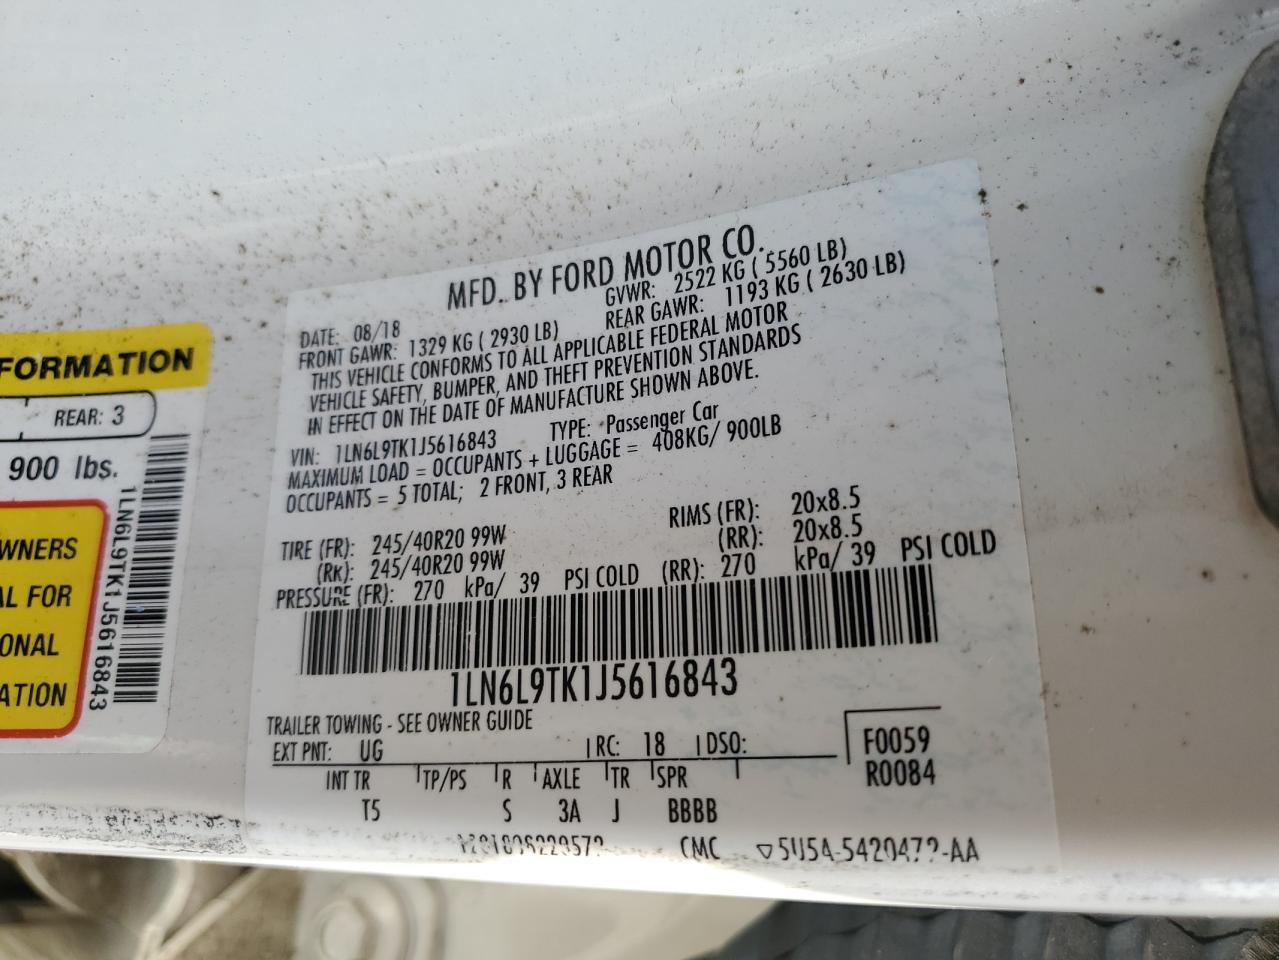 FORMATION
REAR: 3
900 lbs.
WNERS
AL FOR
ONAL
ATION
1LN6L9TK1J5616843
MFD. BY FORD MOTOR CO.
DATE: 08/18 GVWR: 2522 KG ( 5560 LB)
FRONT GAWR: 1329 KG ( 2930 LB) REAR GAWR: 1193 KG ( 2630 LB)
THIS VEHICLE CONFORMS TO ALL APPLICABLE FEDERAL MOTOR
VEHICLE SAFETY, BUMPER, AND THEFT PREVENTION STANDARDS
IN EFFECT ON THE DATE OF MANUFACTURE SHOWN ABOVE.
VIN: 1LN6L9TK1J5616843 TYPE: Passenger Car
MAXIMUM LOAD = OCCUPANTS + LUGGAGE = 408KG/ 900LB
OCCUPANTS = 5 TOTAL; 2 FRONT, 3 REAR
TIRE (FR): 245/40R20 99W RIMS (FR): 20x8.5
(RR): 245/40R20 99W (RR): 20x8.5
PRESSURE (FR): 270 kPa/ 39 PSI COLD (RR): 270 kPa/ 39 PSI COLD
1LN6L9TK1J5616843
TRAILER TOWING - SEE OWNER GUIDE
EXT PNT: UG RC: 18 DSO: F0059
INT TR TP/PS R AXLE TR SPR R0084
T5 S 3A J BBBB
CMC ▽5U5A-5420472-AA